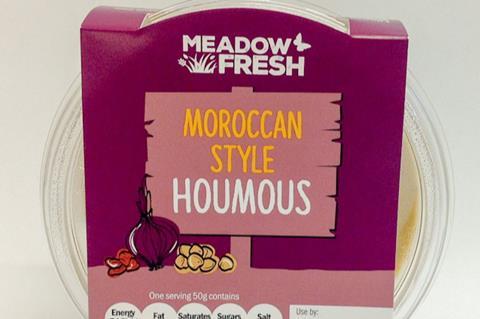 MEADOW
FRESH
MOROCCAN
STYLE
HOUMOUS
One serving 50g contains
Energy Fat Saturates Sugars Salt
Use by: